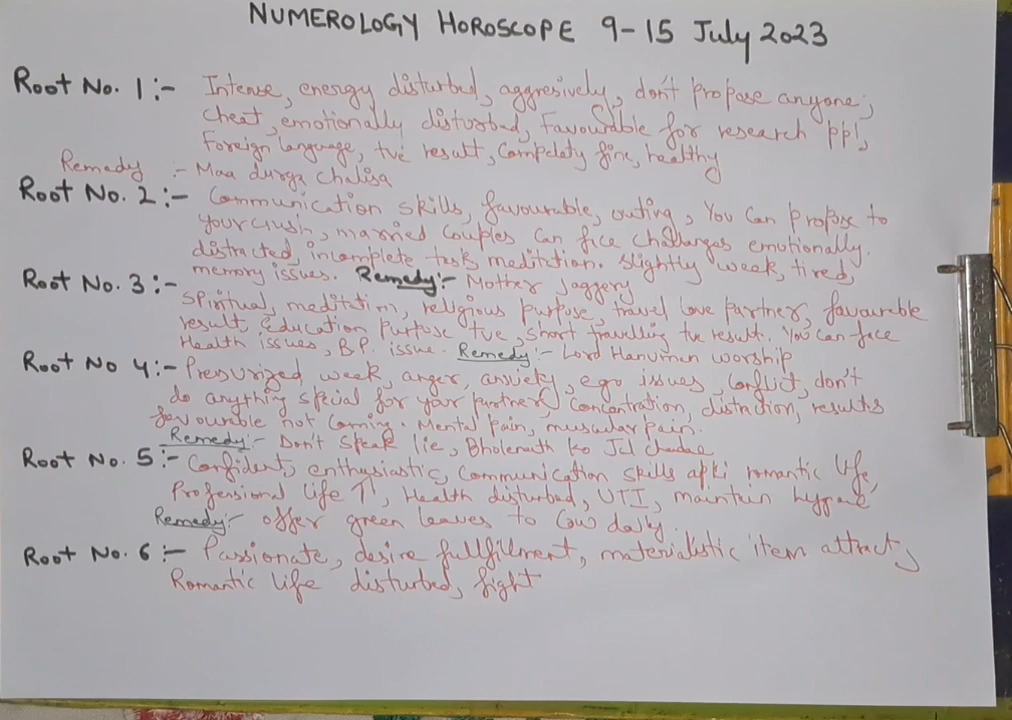 NUMEROLOGY HOROSCOPE 9-15 July 2023
Root No. 1:- Intense, energy disturbed, aggresively, don't propose anyone,
cheat, emotionally disturbed, Favourable for research ppl,
Foreign language, +ve result, Completely fine, healthy
Remedy :- Maa durga chalisa
Root No. 2:- Communication skills, favourable, outing, You Can propose to
your crush, married couples can face challanges emotionally.
distracted, incomplete tasks meditation. slightly weak, tired,
memory issues. Remedy:- Mother Jaggery
Root No. 3:- Spiritual, meditation, religious purpose, travel love partner, favourable
result, education purpose +ve, short travelling +ve result. You can face
Health issues, B.P. issue. Remedy:- Lord Hanuman worship
Root No 4:- Presurized week, anger, anxiety, ego issues, Conflict, don't
do anything special for your partner, concentration, distraction, results
favourable not coming. Mental pain, muscular pain.
Remedy:- Don't speak lie, Bholenath ko Jal chadaa
Root No. 5:- Confident, enthusiastic, Communication skills apki romantic life,
Professional life ↑, Health disturbed, UTI, maintain
Remedy:- offer green leaves to Cow daily.
Root No. 6:- Passionate, desire fullfillment, materialistic item attract,
Romantic life disturbed, fight